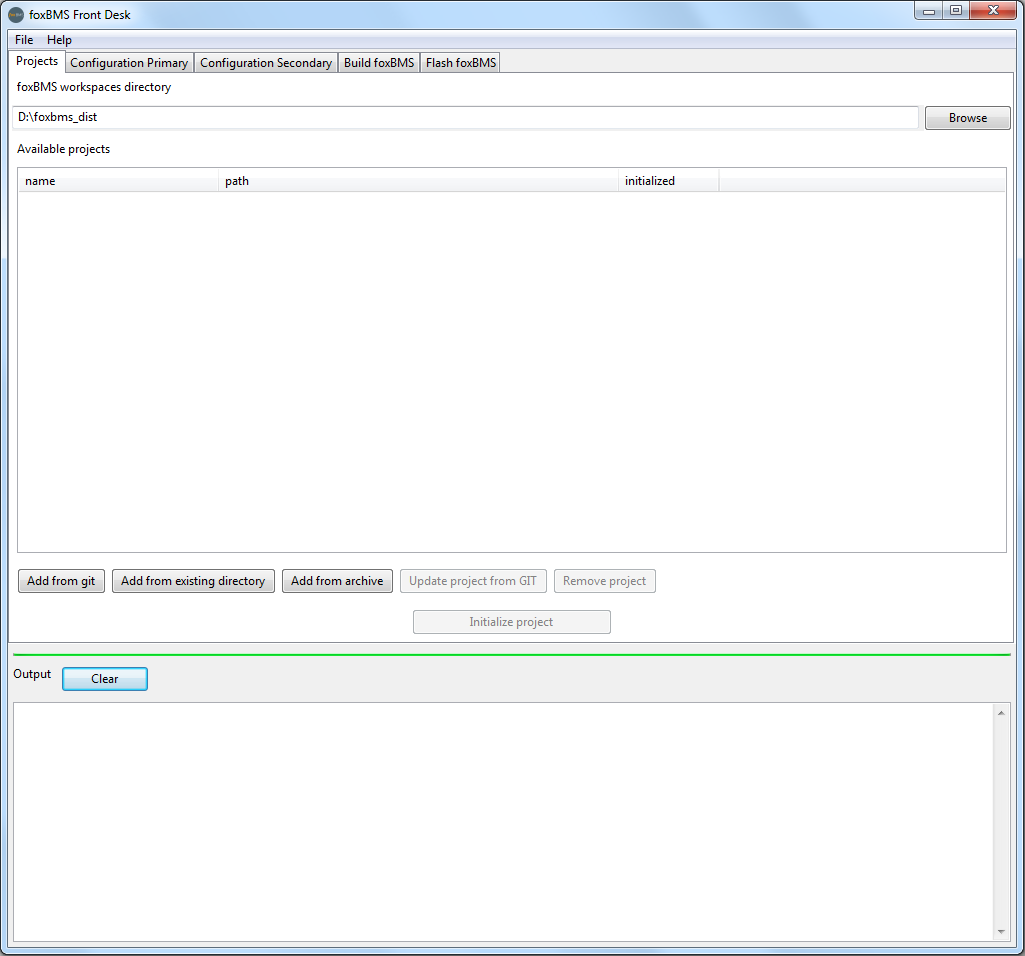 foxBMS Front Desk
File Help
Projects Configuration Primary Configuration Secondary Build foxBMS Flash foxBMS
foxBMS workspaces directory
D:\foxbms_dist Browse
Available projects
name path initialized
Add from git Add from existing directory Add from archive Update project from GIT Remove project
Initialize project
Output Clear